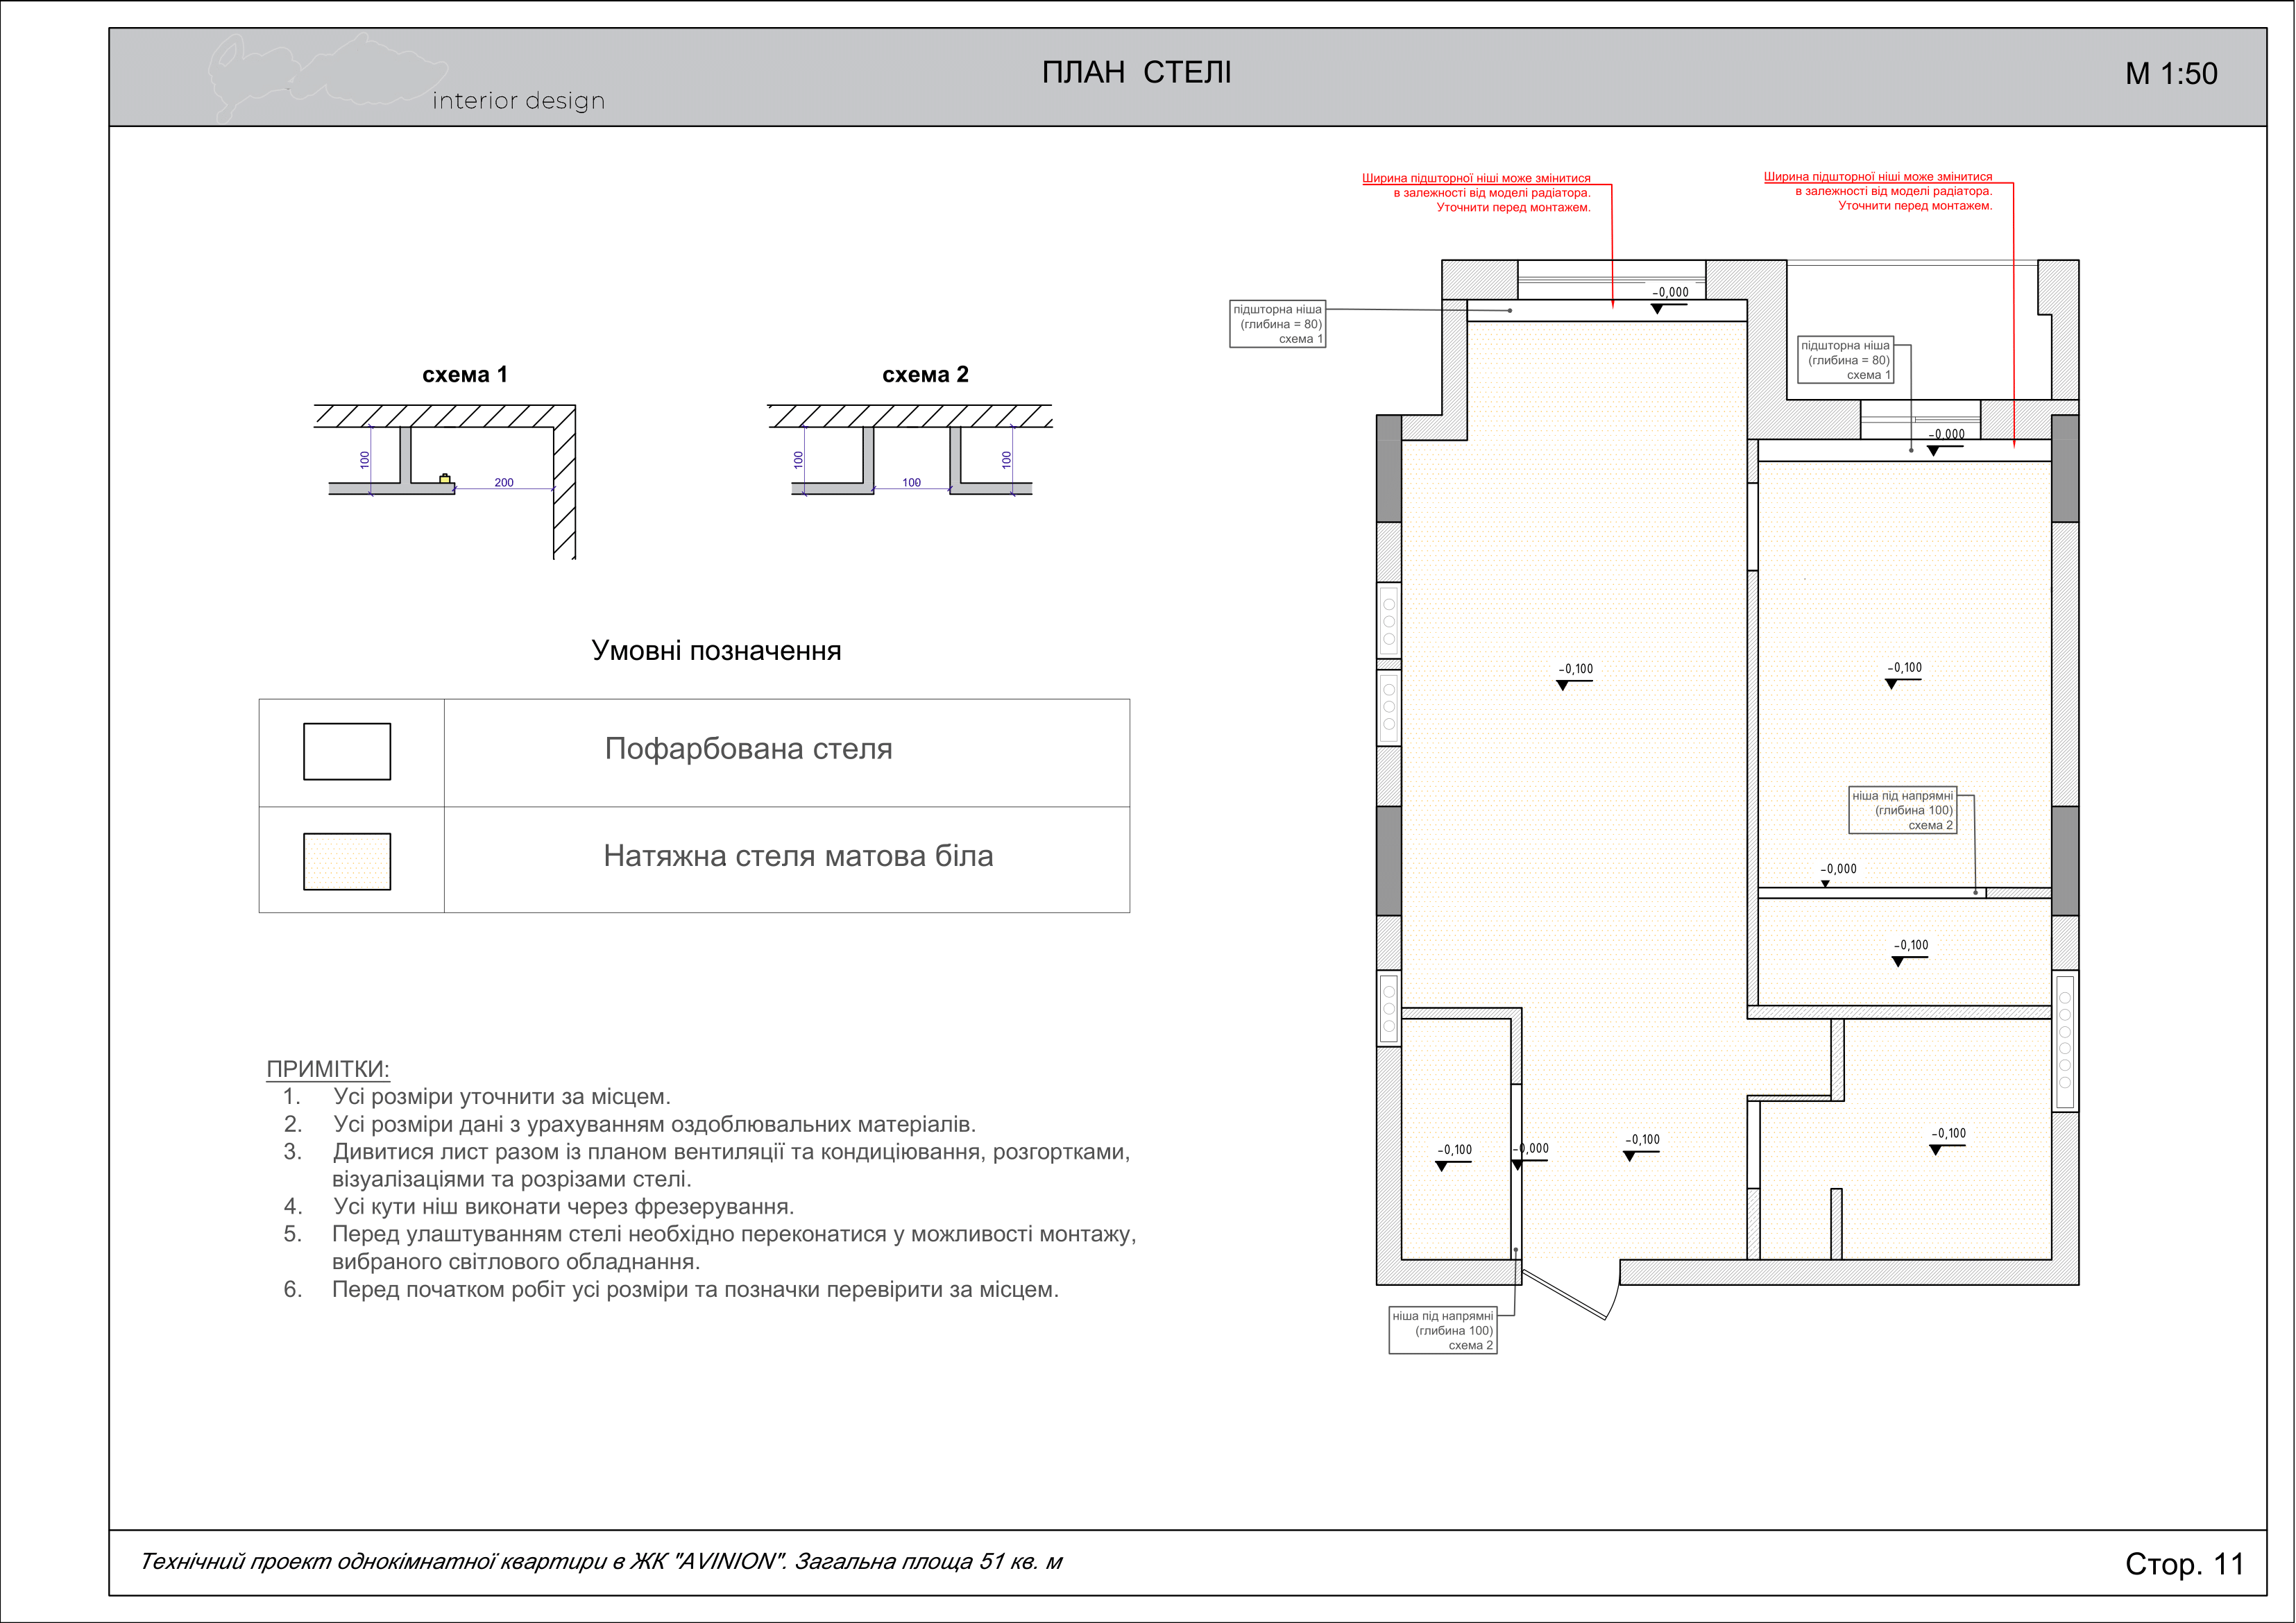 interior design
ПЛАН СТЕЛІ
М 1:50
Ширина підшторної ніші може змінитися
в залежності від моделі радіатора.
Уточнити перед монтажем.
Ширина підшторної ніші може змінитися
в залежності від моделі радіатора.
Уточнити перед монтажем.
-0,000
підшторна ніша
(глибина = 80)
схема 1
підшторна ніша
(глибина = 80)
схема 1
-0,000
схема 1
100
200
схема 2
100
100
100
Умовні позначення
Пофарбована стеля
Натяжна стеля матова біла
-0,100
-0,100
ніша під напрямні
(глибина 100)
схема 2
-0,000
-0,100
-0,100
-0,000
-0,100
-0,100
ніша під напрямні
(глибина 100)
схема 2
ПРИМІТКИ:
1. Усі розміри уточнити за місцем.
2. Усі розміри дані з урахуванням оздоблювальних матеріалів.
3. Дивитися лист разом із планом вентиляції та кондиціювання, розгортками,
візуалізаціями та розрізами стелі.
4. Усі кути ніш виконати через фрезерування.
5. Перед улаштуванням стелі необхідно переконатися у можливості монтажу,
вибраного світлового обладнання.
6. Перед початком робіт усі розміри та позначки перевірити за місцем.
Технічний проект однокімнатної квартири в ЖК "AVINION". Загальна площа 51 кв. м
Стор. 11